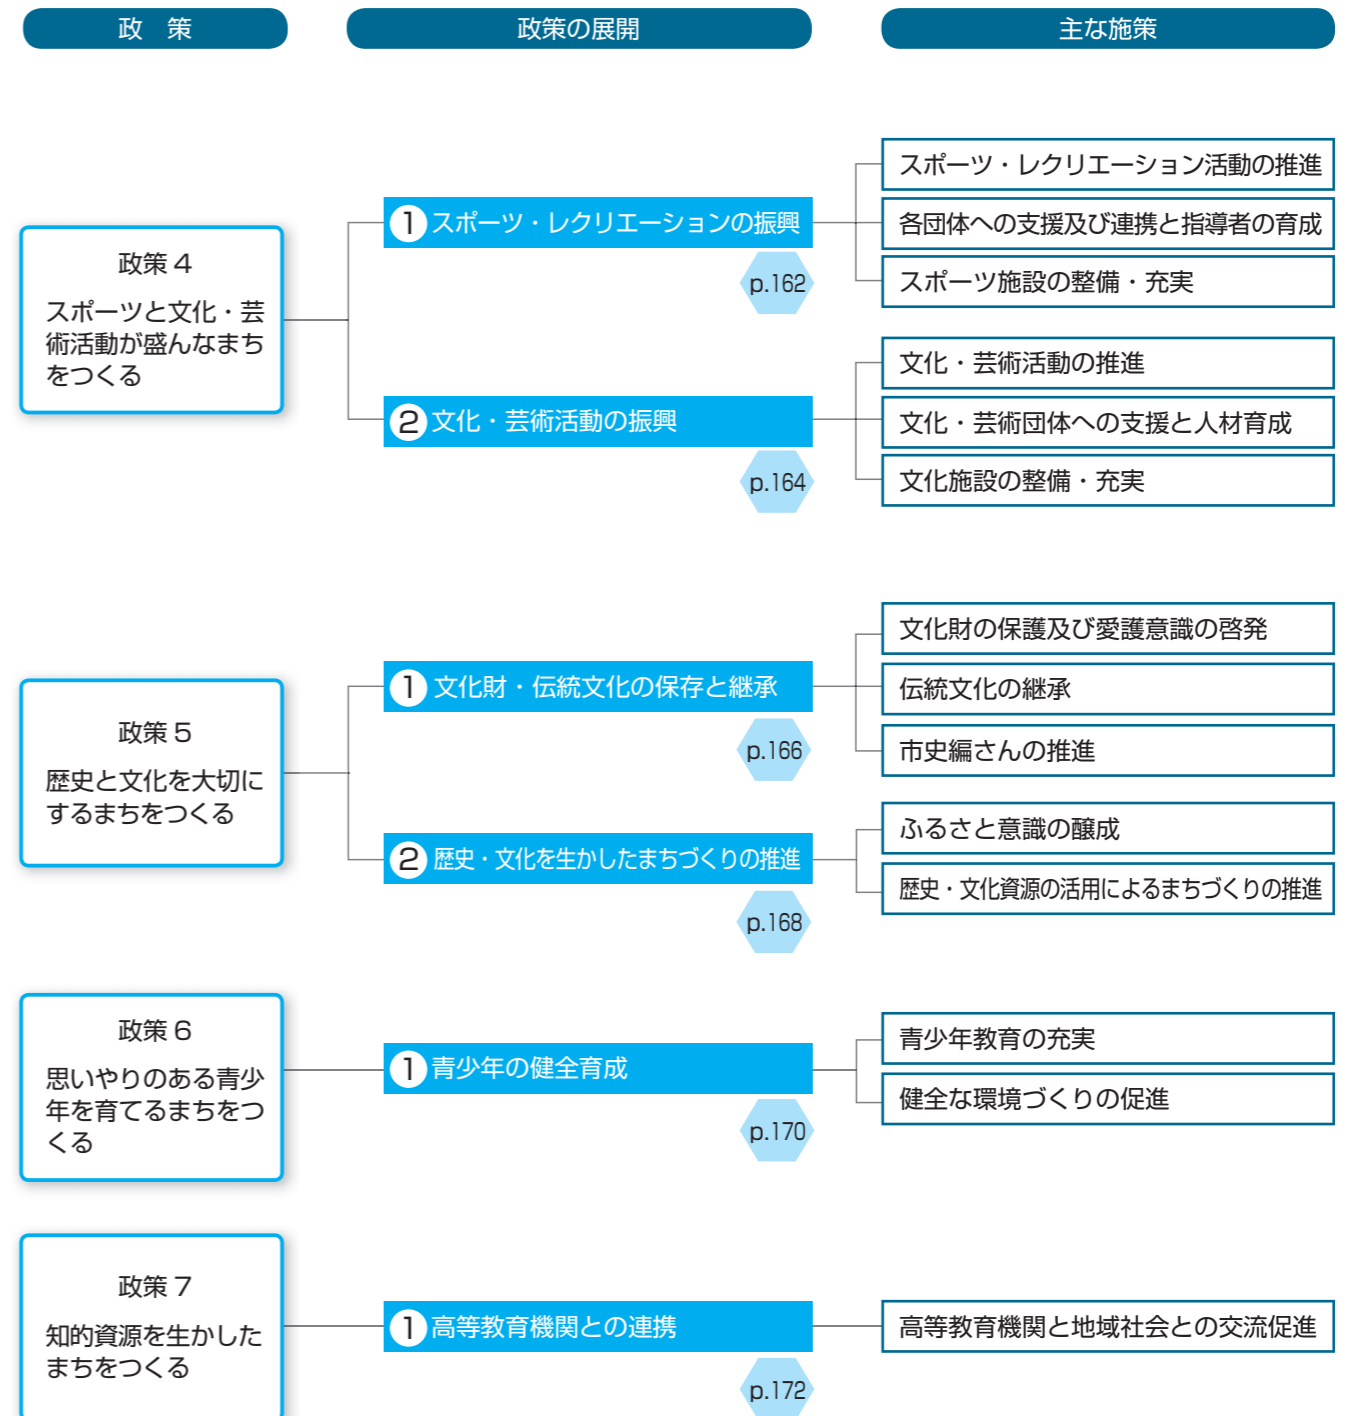 政　策
政策の展開
主な施策
政策 4
スポーツと文化・芸
術活動が盛んなまち
をつくる
1 スポーツ・レクリエーションの振興
p.162
スポーツ・レクリエーション活動の推進
各団体への支援及び連携と指導者の育成
スポーツ施設の整備・充実
2 文化・芸術活動の振興
p.164
文化・芸術活動の推進
文化・芸術団体への支援と人材育成
文化施設の整備・充実
政策 5
歴史と文化を大切に
するまちをつくる
1 文化財・伝統文化の保存と継承
p.166
文化財の保護及び愛護意識の啓発
伝統文化の継承
市史編さんの推進
2 歴史・文化を生かしたまちづくりの推進
p.168
ふるさと意識の醸成
歴史・文化資源の活用によるまちづくりの推進
政策 6
思いやりのある青少
年を育てるまちをつ
くる
1 青少年の健全育成
p.170
青少年教育の充実
健全な環境づくりの促進
政策 7
知的資源を生かした
まちをつくる
1 高等教育機関との連携
p.172
高等教育機関と地域社会との交流促進